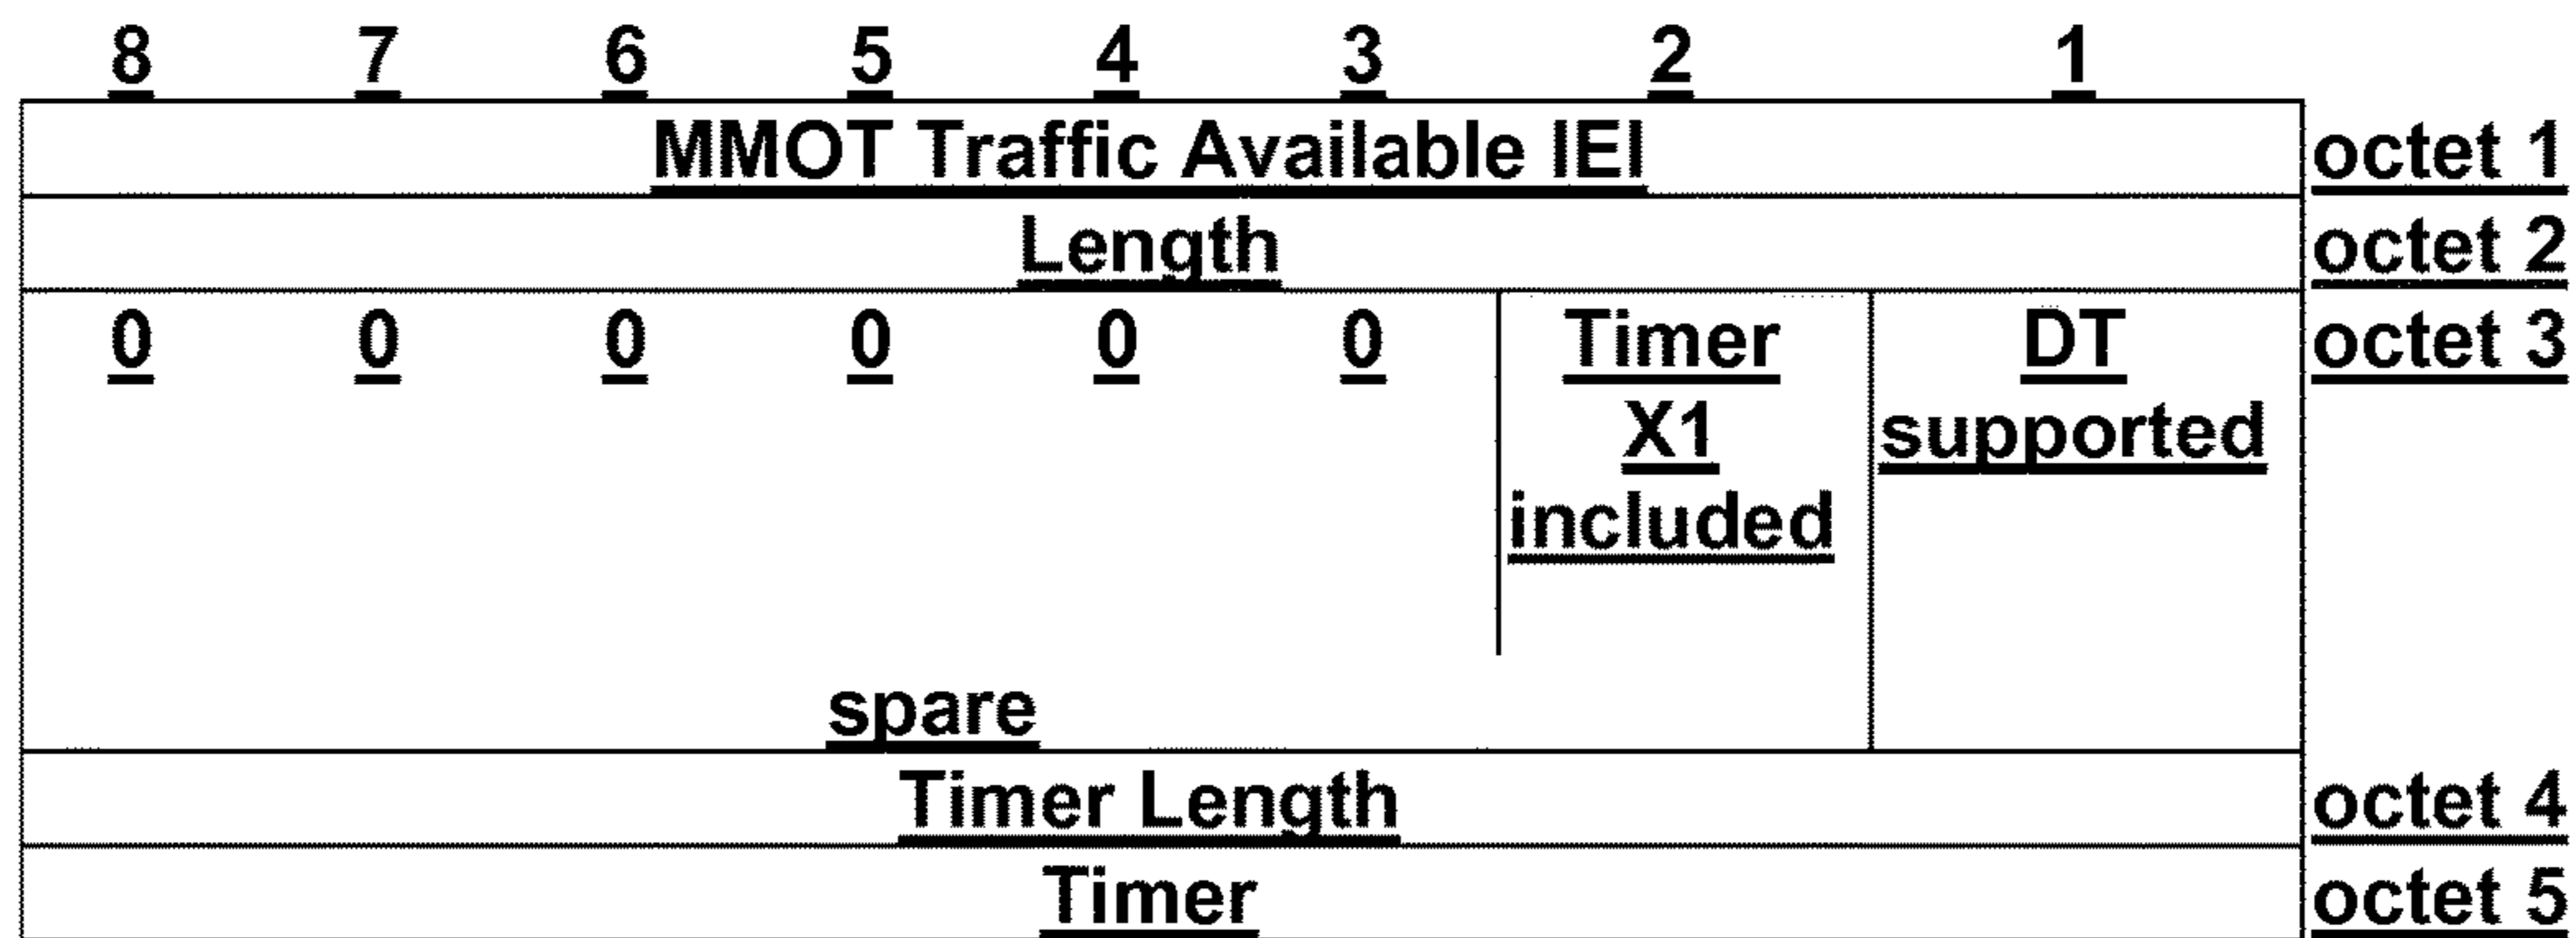 8 7 6 5 4 3 2 1
MMOT Traffic Available IEI octet 1
Length octet 2
0 0 0 0 0 0 Timer DT octet 3
X1 supported
included
spare
Timer Length octet 4
Timer octet 5